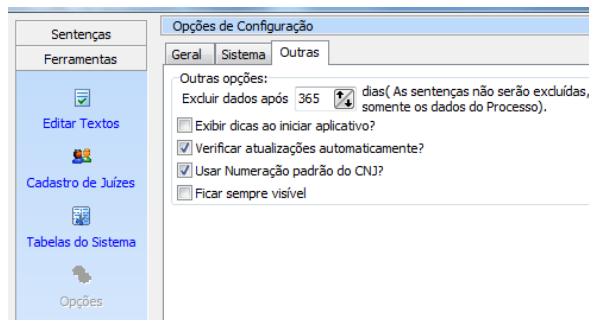 Sentenças
Ferramentas
Editar Textos
Cadastro de Juízes
Tabelas do Sistema
Opções
Opções de Configuração
Geral Sistema Outras
Outras opções:
Excluir dados após 365 dias( As sentenças não serão excluídas,
somente os dados do Processo).
Exibir dicas ao iniciar aplicativo?
Verificar atualizações automaticamente?
Usar Numeração padrão do CNJ?
Ficar sempre visível